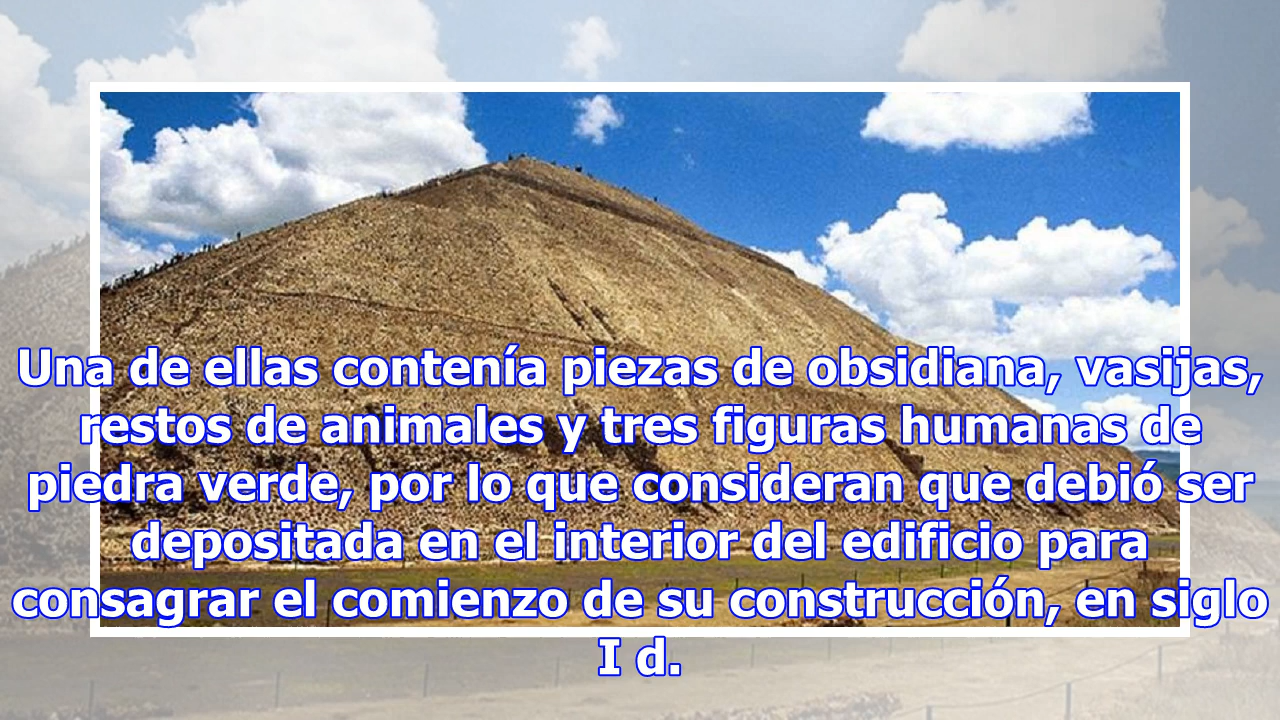 Una de ellas contenía piezas de obsidiana, vasijas,
restos de animales y tres figuras humanas de
piedra verde, por lo que consideran que debió ser
depositada en el interior del edificio para
consagrar el comienzo de su construcción, en siglo
I d.